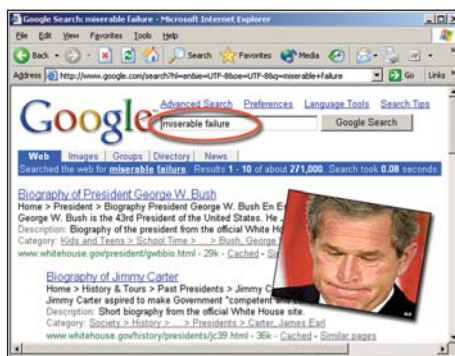 Google Search: miserable failure - Microsoft Internet Explorer
File Edit View Favorites Tools Help
Back Search Favorites Media
Address http://www.google.com/search?hl=en&ie=UTF-8&oe=UTF-8&q=miserable+failure Go Links »
Google
Advanced Search Preferences Language Tools Search Tips
miserable failure Google Search
Web Images Groups Directory News
Searched the web for miserable failure. Results 1 - 10 of about 271,000. Search took 0.08 seconds.
Biography of President George W. Bush
Home > President > Biography President George W. Bush En E
George W. Bush is the 43rd President of the United States. He
Description: Biography of the president from the official White Ho
Category: Kids and Teens > School Time > ... > Bush, George
www.whitehouse.gov/president/gwbbio.html - 29k - Cached - Sim
Biography of Jimmy Carter
Home > History & Tours > Past Presidents > Jimmy C
Jimmy Carter aspired to make Government "competent
Description: Short biography from the official White House site.
Category: Society > History > ... > Presidents > Carter, James Earl
www.whitehouse.gov/history/presidents/jc39.html - 36k - Cached - Similar pages